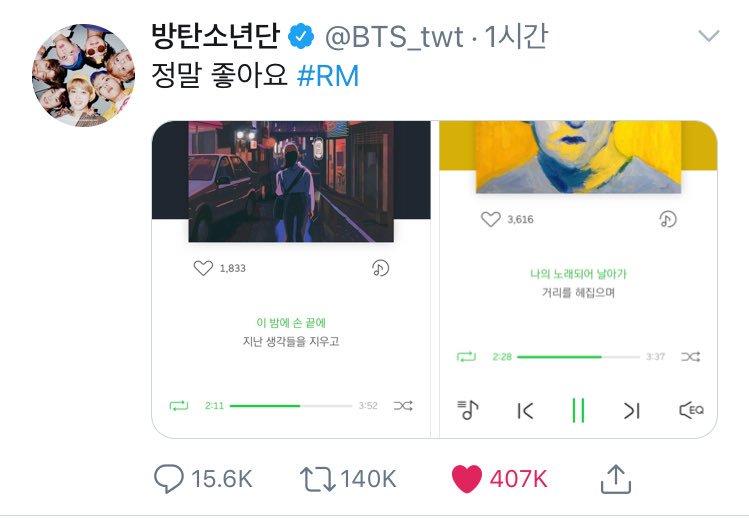 방탄소년단 @BTS_twt · 1시간
정말 좋아요 #RM
1,833
이 밤에 손 끝에
지난 생각들을 지우고
2:11 3:52
3,616
나의 노래되어 날아가
거리를 헤집으며
2:28 3:37
EQ
15.6K 140K 407K